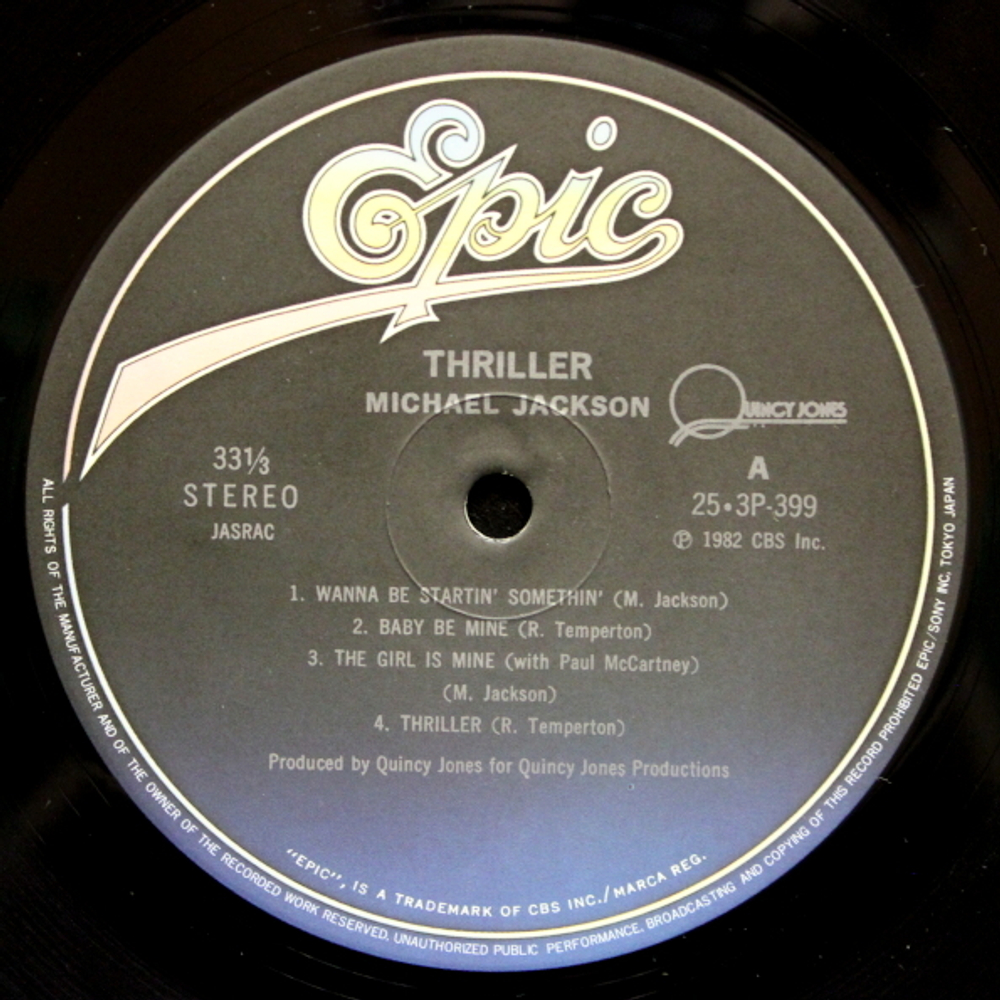 Epic
THRILLER
MICHAEL JACKSON
QUINCY JONES
33⅓
STEREO
JASRAC
A
25•3P-399
℗ 1982 CBS Inc.
1. WANNA BE STARTIN' SOMETHIN' (M. Jackson)
2. BABY BE MINE (R. Temperton)
3. THE GIRL IS MINE (with Paul McCartney)
(M. Jackson)
4. THRILLER (R. Temperton)
Produced by Quincy Jones for Quincy Jones Productions
"EPIC", IS A TRADEMARK OF CBS INC./MARCA REG.
ALL RIGHTS OF THE MANUFACTURER AND OF THE OWNER OF THE RECORDED WORK RESERVED, UNAUTHORIZED PUBLIC PERFORMANCE, BROADCASTING AND COPYING OF THIS RECORD PROHIBITED EPIC/SONY INC. TOKYO JAPAN